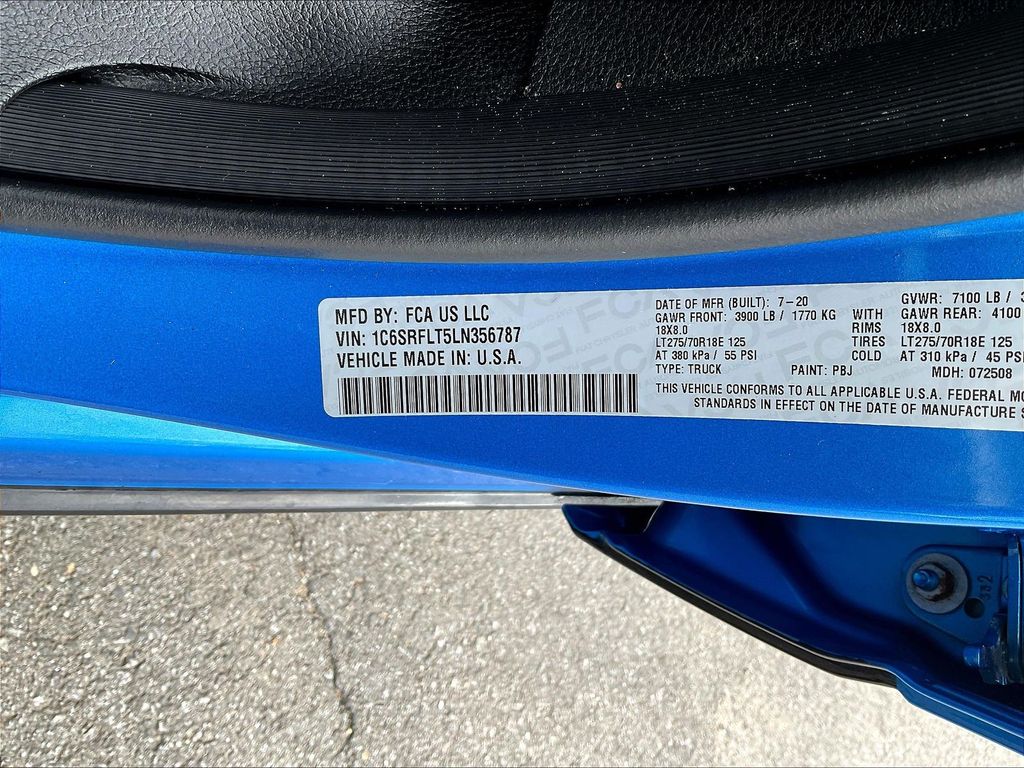 MFD BY: FCA US LLC
VIN: 1C6SRFLT5LN356787
VEHICLE MADE IN: U.S.A.
DATE OF MFR (BUILT): 7-20
GVWR: 7100 LB /
GAWR FRONT: 3900 LB / 1770 KG WITH GAWR REAR: 4100
18X8.0 RIMS 18X8.0
LT275/70R18E 125 TIRES LT275/70R18E 125
AT 380 kPa / 55 PSI COLD AT 310 kPa / 45 PSI
TYPE: TRUCK PAINT: PBJ MDH: 072508
THIS VEHICLE CONFORMS TO ALL APPLICABLE U.S.A. FEDERAL
STANDARDS IN EFFECT ON THE DATE OF MANUFACTURE